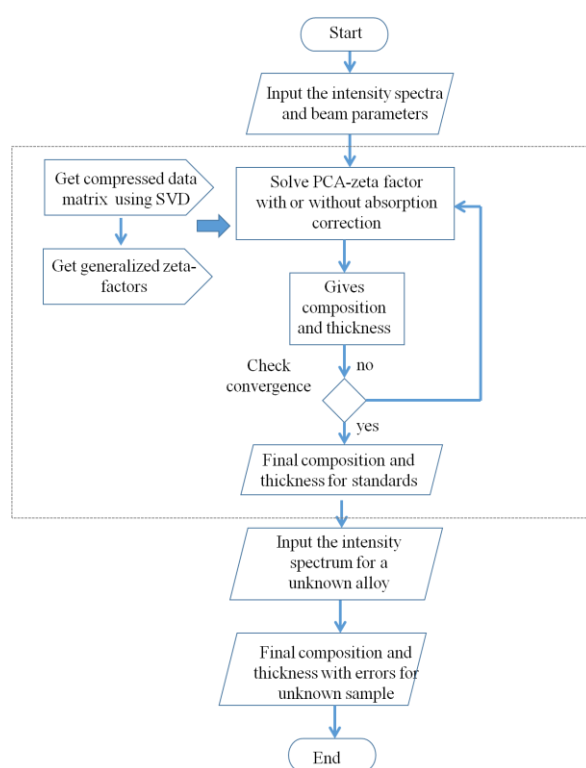 Start
Input the intensity spectra
and beam parameters
Get compressed data
matrix using SVD
Get generalized zeta-
factors
Solve PCA-zeta factor
with or without absorption
correction
Gives
composition
and thickness
Check
convergence
no
yes
Final composition and
thickness for standards
Input the intensity
spectrum for a
unknown alloy
Final composition and
thickness with errors for
unknown sample
End